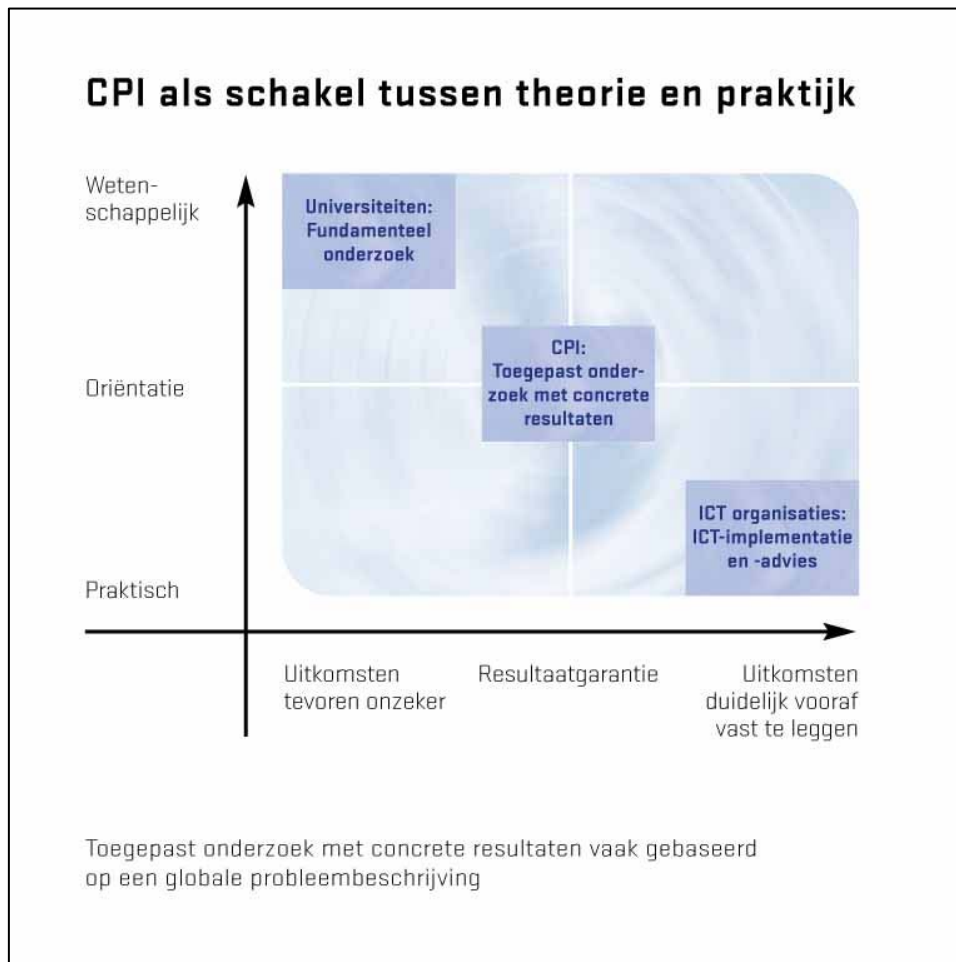 CPI als schakel tussen theorie en praktijk
Weten-
schappelijk
Universiteiten:
Fundamenteel
onderzoek
CPI:
Toegepast onder-
zoek met concrete
resultaten
Oriëntatie
ICT organisaties:
ICT-implementatie
en -advies
Praktisch
Uitkomsten
tevoren onzeker
Resultaatgarantie
Uitkomsten
duidelijk vooraf
vast te leggen
Toegepast onderzoek met concrete resultaten vaak gebaseerd
op een globale probleembeschrijving